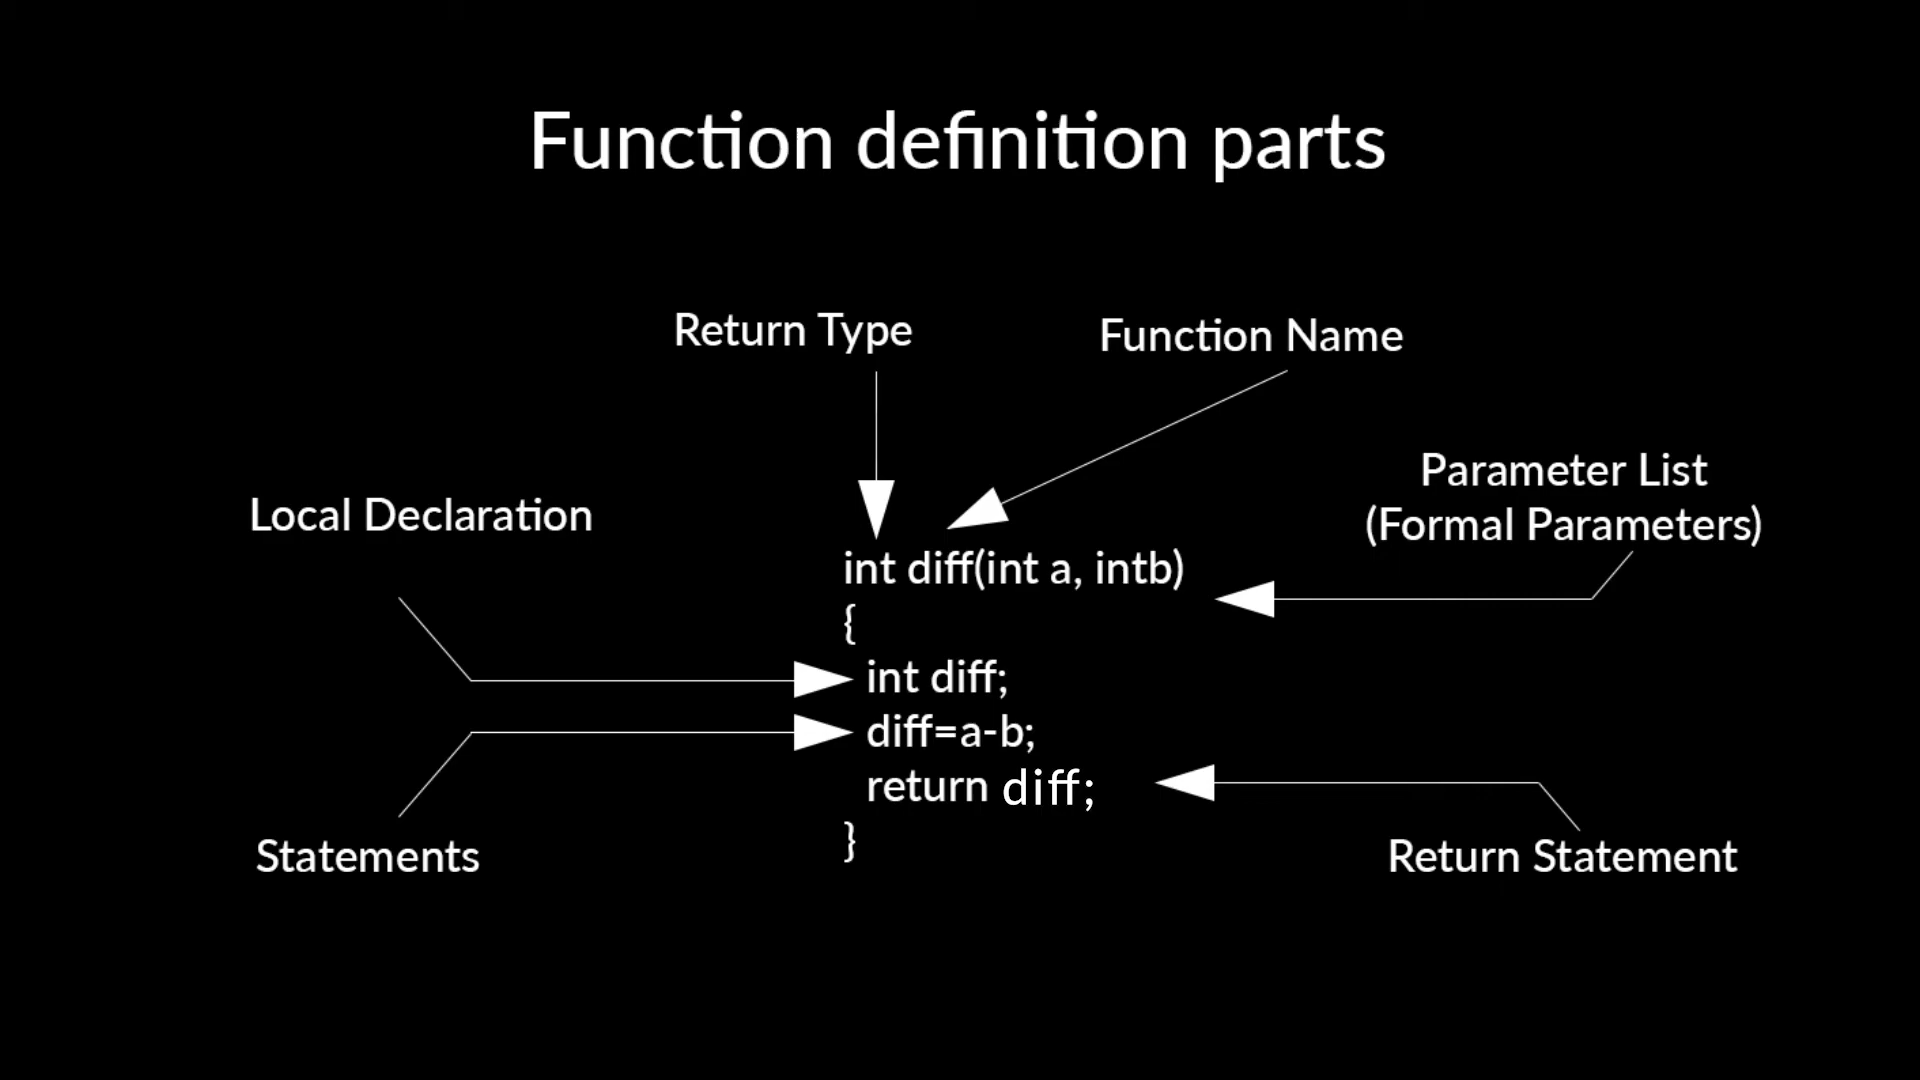 Function definition parts
Return Type
Function Name
Parameter List
(Formal Parameters)
Local Declaration
int diff(int a, intb)
{
int diff;
diff=a-b;
return diff;
}
Statements
Return Statement